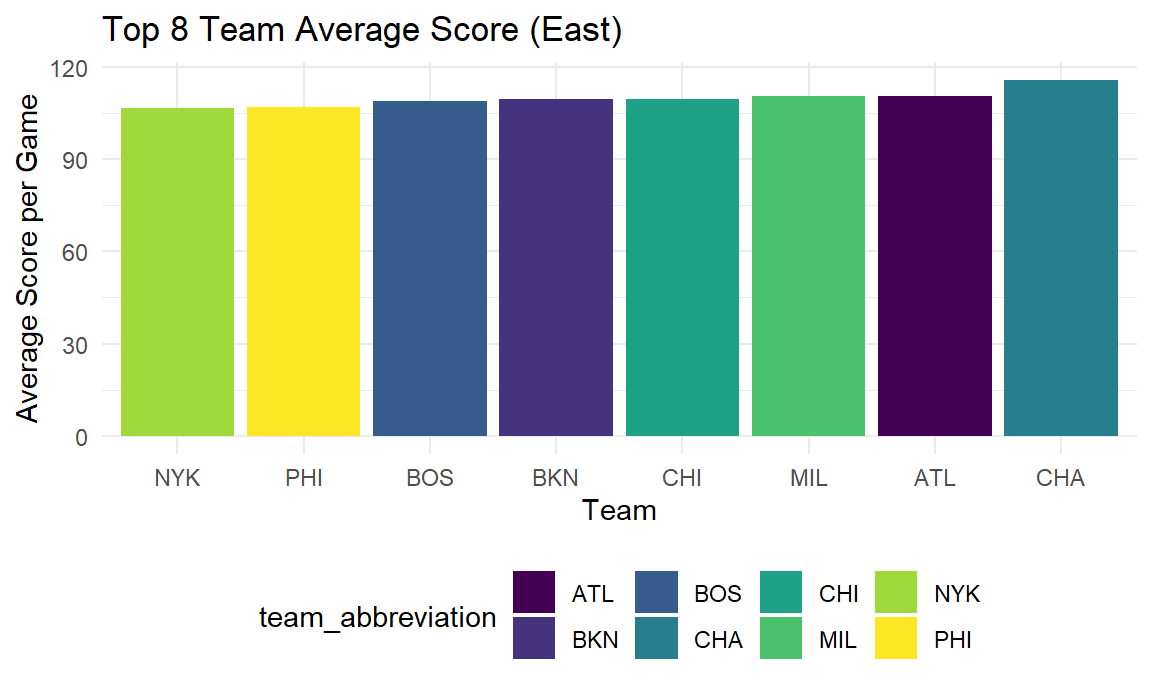 Top 8 Team Average Score (East)
Average Score per Game
120
90
60
30
0
NYK PHI BOS BKN CHI MIL ATL CHA
Team
team_abbreviation
ATL BOS CHI NYK
BKN CHA MIL PHI